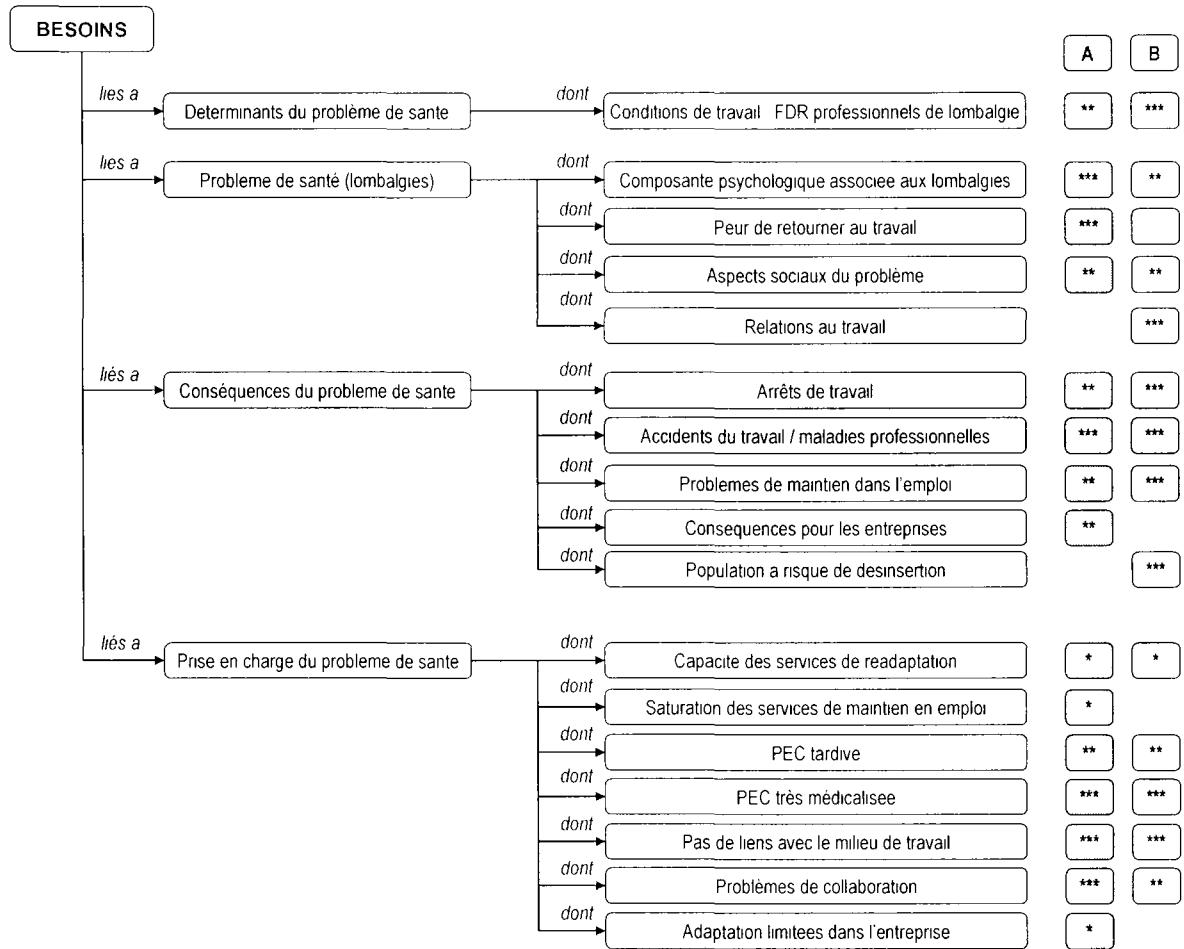 BESOINS
A B
lies a Determinants du problème de sante dont Conditions de travail FDR professionnels de lombalgie ** ***
lies a Probleme de santé (lombalgies) dont Composante psychologique associee aux lombalgies *** **
dont Peur de retourner au travail ***
dont Aspects sociaux du problème ** **
dont Relations au travail ***
liés a Conséquences du probleme de sante dont Arrêts de travail ** ***
dont Accidents du travail / maladies professionnelles *** ***
dont Problemes de maintien dans l'emploi ** ***
dont Consequences pour les entreprises **
dont Population a risque de desinsertion ***
liés a Prise en charge du probleme de sante dont Capacite des services de readaptation * *
dont Saturation des services de maintien en emploi *
dont PEC tardive ** **
dont PEC très médicalisee *** ***
dont Pas de liens avec le milieu de travail *** ***
dont Problèmes de collaboration *** **
dont Adaptation limitees dans l'entreprise *